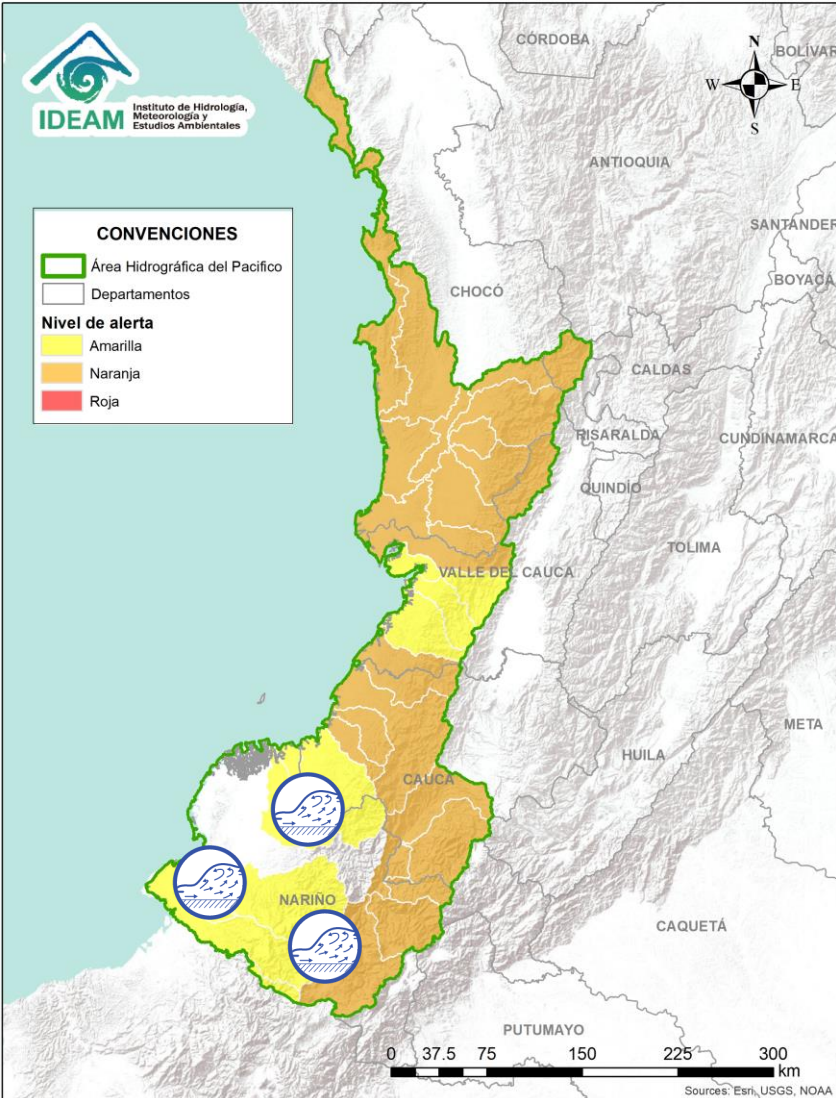 IDEAM
Instituto de Hidrología,
Meteorología y
Estudios Ambientales
N
W
E
S
CÓRDOBA
BOLÍVAR
ANTIOQUIA
SANTANDER
BOYACÁ
CHOCÓ
CALDAS
RISARALDA
CUNDINAMARCA
QUINDÍO
TOLIMA
VALLE DEL CAUCA
META
HUILA
CAUCA
NARIÑO
CAQUETÁ
PUTUMAYO
CONVENCIONES
Área Hidrográfica del Pacifico
Departamentos
Nivel de alerta
Amarilla
Naranja
Roja
0 37.5 75 150 225 300
km
Sources: Esri, USGS, NOAA